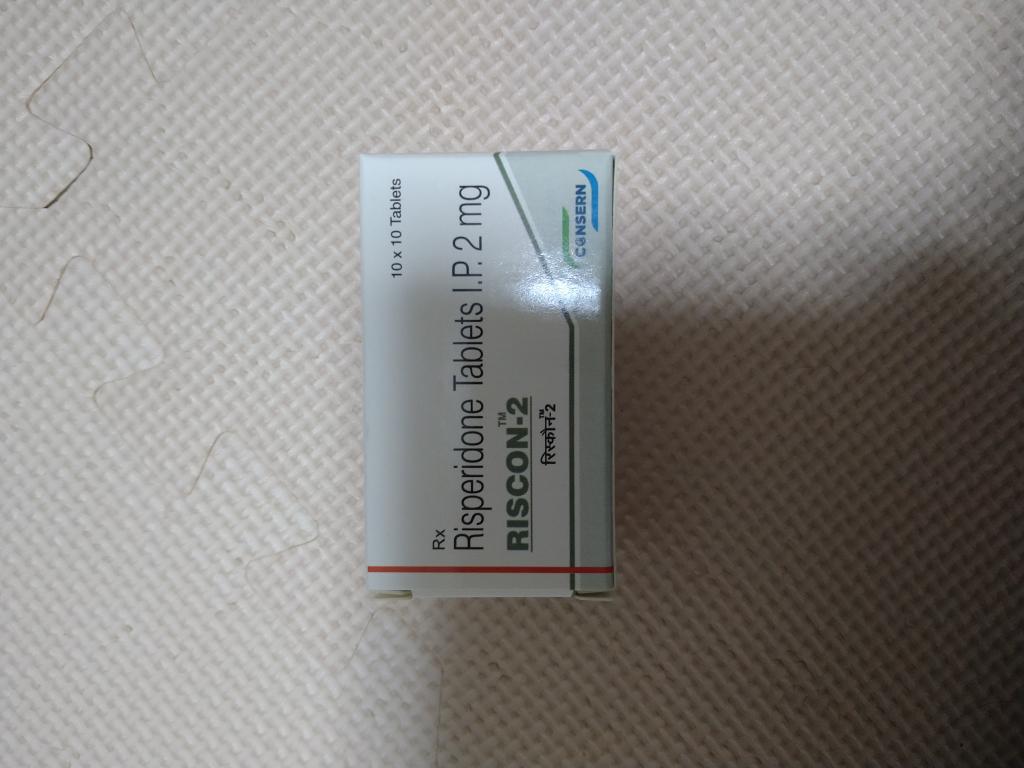 10 x 10 Tablets
Rx
Risperidone Tablets I.P. 2 mg
RISCON-2™
रिस्कोन-2™
CONSERN